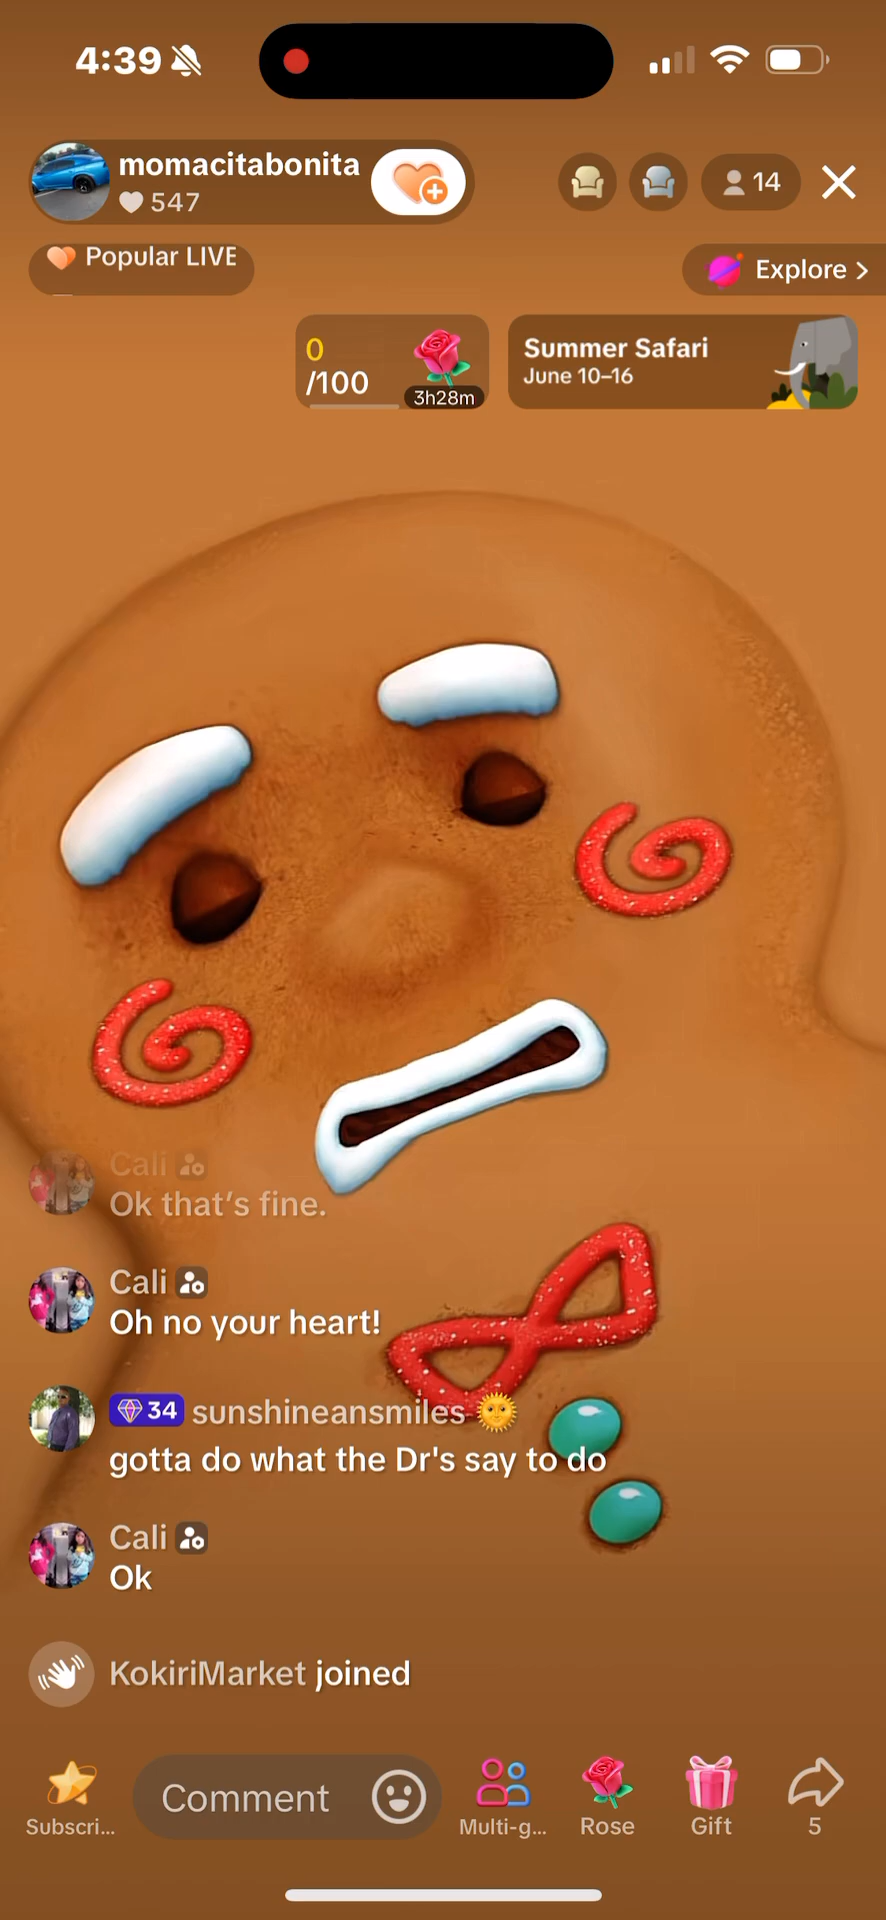 4:39
momacitabonita
547
14
Popular LIVE
Explore >
0
/100
3h28m
Summer Safari
June 10–16
Cali
Ok that’s fine.
Cali
Oh no your heart!
34 sunshineansmiles 🌞
gotta do what the Dr's say to do
Cali
Ok
KokiriMarket joined
Comment
Subscri...
Multi-g...
Rose
Gift
5